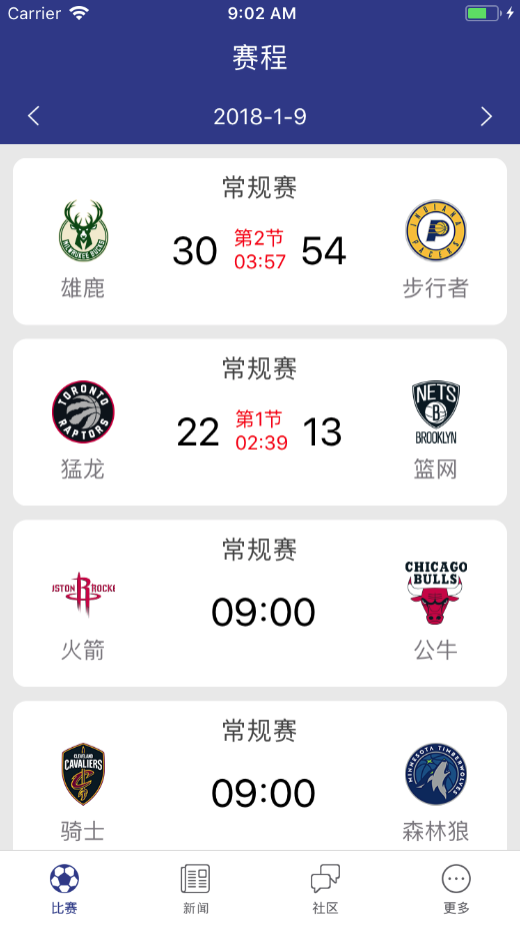 Carrier 9:02 AM
赛程
2018-1-9
常规赛
MILWAUKEE BUCKS
INDIANA PACERS
30 第2节 54
03:57
雄鹿 步行者
常规赛
TORONTO RAPTORS
NETS
BROOKLYN
22 第1节 13
02:39
猛龙 篮网
常规赛
USTON R ROCKE
CHICAGO
BULLS
09:00
火箭 公牛
常规赛
CLEVELAND
CAVALIERS
MINNESOTA TIMBERWOLVES
09:00
骑士 森林狼
比赛 新闻 社区 更多